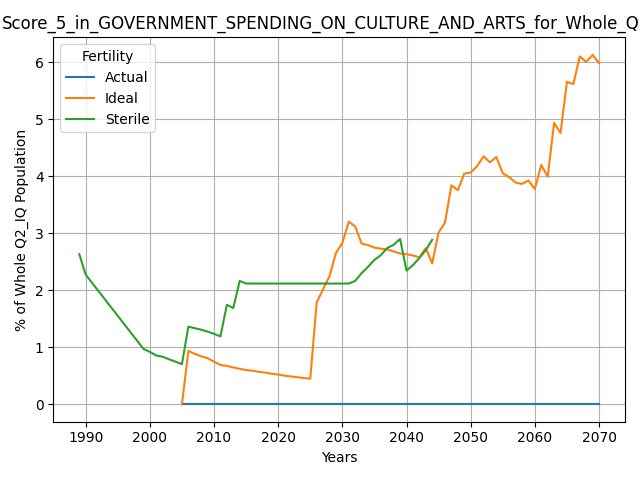 Score_5_in_GOVERNMENT_SPENDING_ON_CULTURE_AND_ARTS_for_Whole_Q
Fertility
Actual
Ideal
Sterile
% of Whole Q2_IQ Population
6
5
4
3
2
1
0
1990 2000 2010 2020 2030 2040 2050 2060 2070
Years